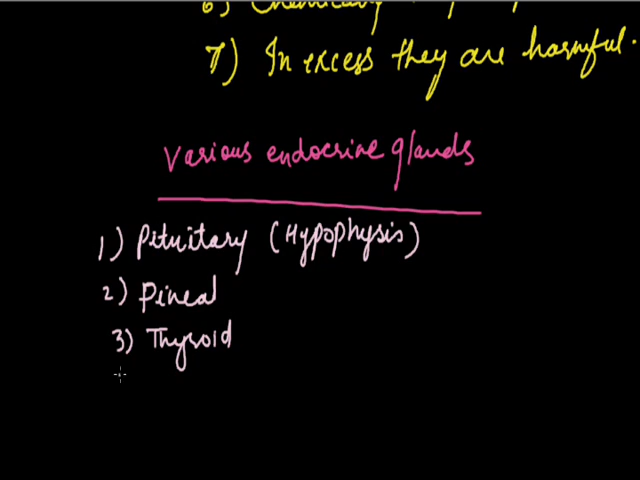 7) In excess they are harmful.
Various endocrine glands
1) Pituitary (Hypophysis)
2) Pineal
3) Thyroid